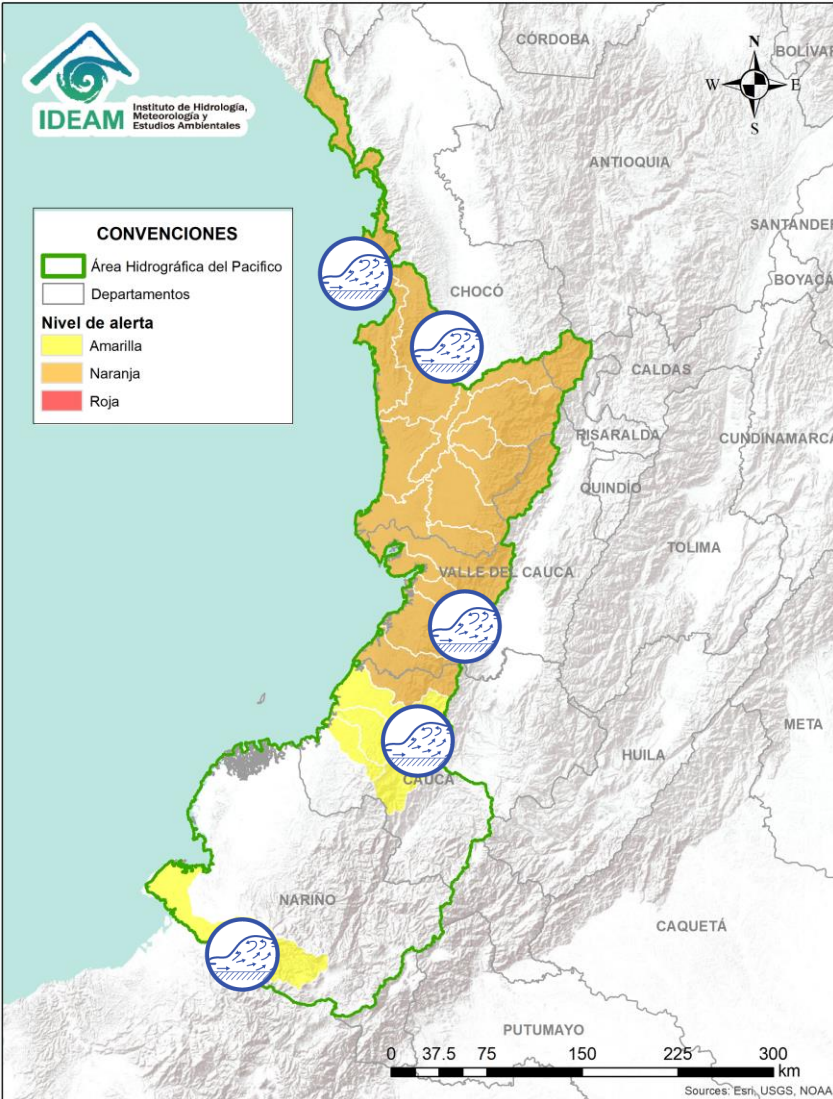 IDEAM
Instituto de Hidrología,
Meteorología y
Estudios Ambientales
CÓRDOBA
BOLÍVAR
N
W
E
S
ANTIOQUIA
SANTANDER
BOYACÁ
CONVENCIONES
Área Hidrográfica del Pacifico
Departamentos
Nivel de alerta
Amarilla
Naranja
Roja
CHOCÓ
CALDAS
RISARALDA
CUNDINAMARCA
QUINDÍO
TOLIMA
VALLE DEL CAUCA
META
HUILA
CAUCA
NARIÑO
CAQUETÁ
PUTUMAYO
0 37.5 75 150 225 300
km
Sources: Esri, USGS, NOAA